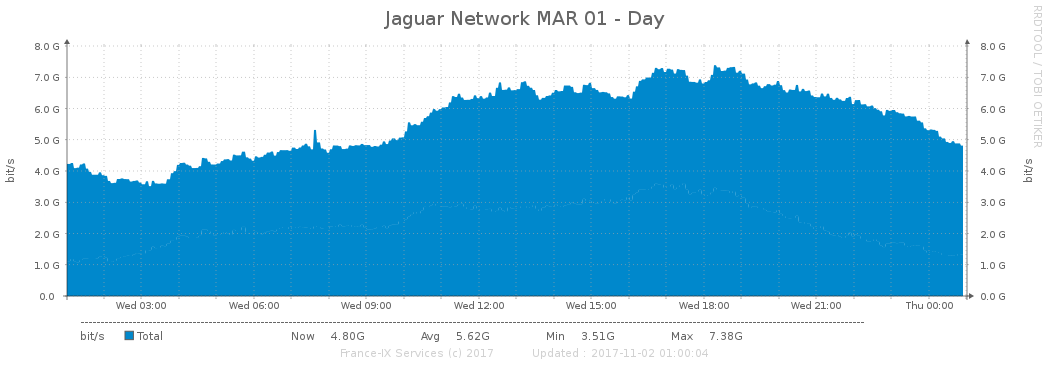 Jaguar Network MAR 01 - Day
RRDTOOL / TOBI OETIKER
8.0 G 8.0 G
7.0 G 7.0 G
6.0 G 6.0 G
5.0 G 5.0 G
4.0 G 4.0 G
3.0 G 3.0 G
2.0 G 2.0 G
1.0 G 1.0 G
0.0 0.0 G
bit/s
bit/s
Wed 03:00 Wed 06:00 Wed 09:00 Wed 12:00 Wed 15:00 Wed 18:00 Wed 21:00 Thu 00:00
bit/s Total Now 4.80G Avg 5.62G Min 3.51G Max 7.38G
France-IX Services (c) 2017 Updated : 2017-11-02 01:00:04